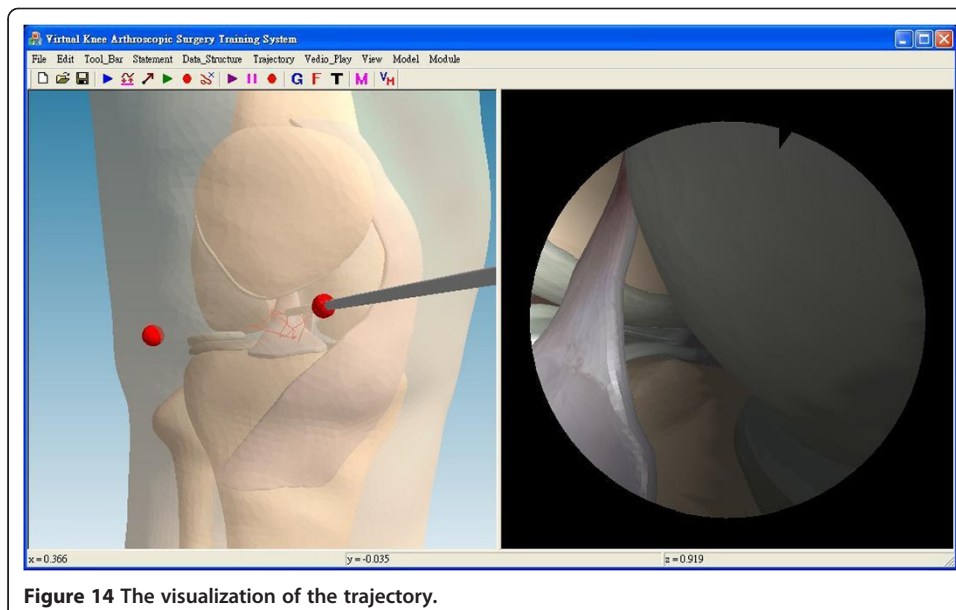 Virtual Knee Arthroscopic Surgery Training System
File Edit Tool_Bar Statement Data_Structure Trajectory Vedio_Play View Model Module
G F T M VM
x = 0.366 y = -0.035 z = 0.919
Figure 14 The visualization of the trajectory.